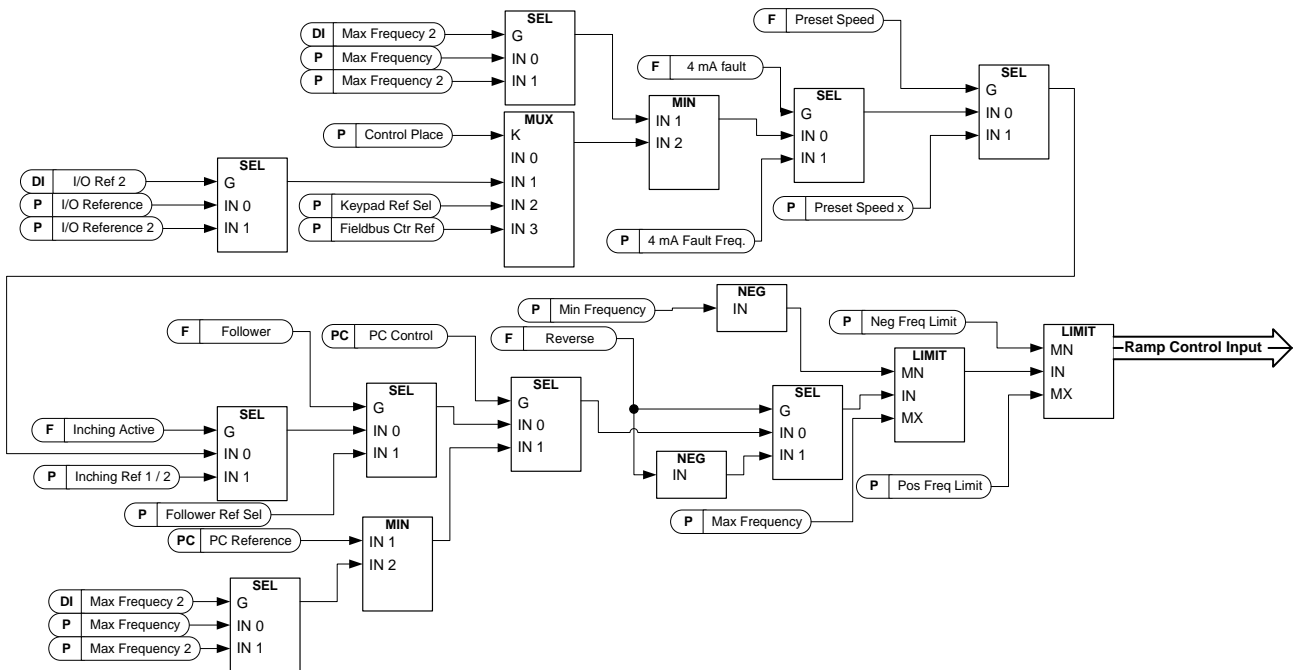 SEL
DI Max Frequecy 2
G
P Max Frequency
IN 0
P Max Frequency 2
IN 1
F Preset Speed
SEL
G
IN 0
IN 1
F 4 mA fault
SEL
G
IN 0
IN 1
MIN
IN 1
IN 2
MUX
P Control Place
K
IN 0
IN 1
P Keypad Ref Sel
IN 2
P Fieldbus Ctr Ref
IN 3
SEL
DI I/O Ref 2
G
P I/O Reference
IN 0
P I/O Reference 2
IN 1
P Preset Speed x
P 4 mA Fault Freq.
P Min Frequency
NEG
IN
F Follower
PC PC Control
F Reverse
P Neg Freq Limit
LIMIT
MN
IN
MX
Ramp Control Input
LIMIT
MN
IN
MX
SEL
G
IN 0
IN 1
SEL
G
IN 0
IN 1
SEL
G
IN 0
IN 1
SEL
F Inching Active
G
IN 0
P Inching Ref 1 / 2
IN 1
NEG
IN
P Pos Freq Limit
P Follower Ref Sel
P Max Frequency
MIN
PC PC Reference
IN 1
IN 2
SEL
DI Max Frequecy 2
G
P Max Frequency
IN 0
P Max Frequency 2
IN 1